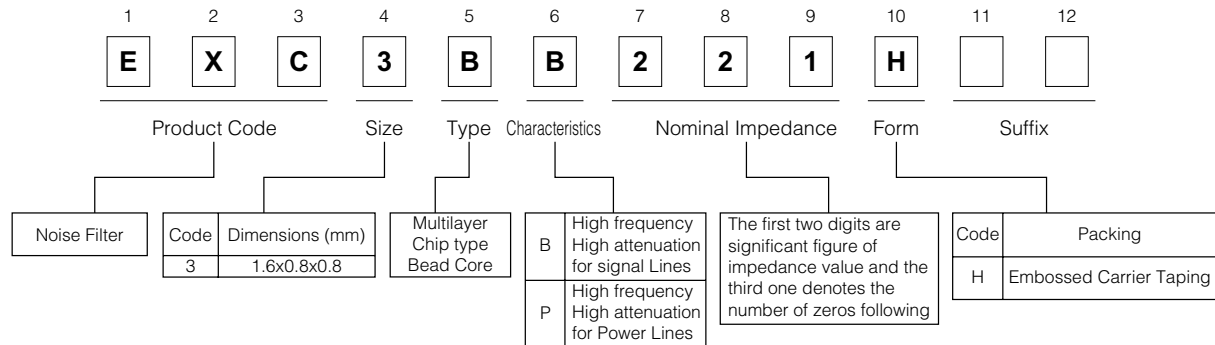 1 2 3 4 5 6 7 8 9 10 11 12
E X C 3 B B 2 2 1 H
Product Code Size Type Characteristics Nominal Impedance Form Suffix
Noise Filter
Code Dimensions (mm)
3 1.6x0.8x0.8
Multilayer
Chip type
Bead Core
B High frequency
High attenuation
for signal Lines
P High frequency
High attenuation
for Power Lines
The first two digits are
significant figure of
impedance value and the
third one denotes the
number of zeros following
Code Packing
H Embossed Carrier Taping